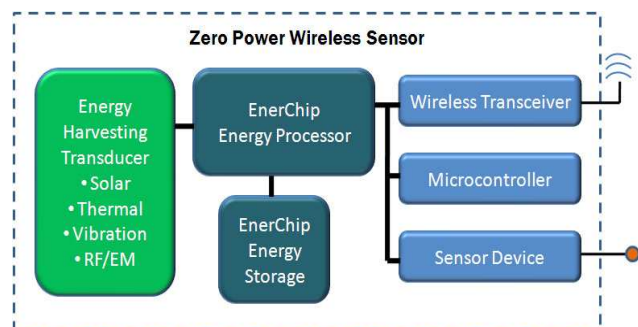 Zero Power Wireless Sensor
Energy
Harvesting
Transducer
• Solar
• Thermal
• Vibration
• RF/EM
EnerChip
Energy Processor
EnerChip
Energy
Storage
Wireless Transceiver
Microcontroller
Sensor Device